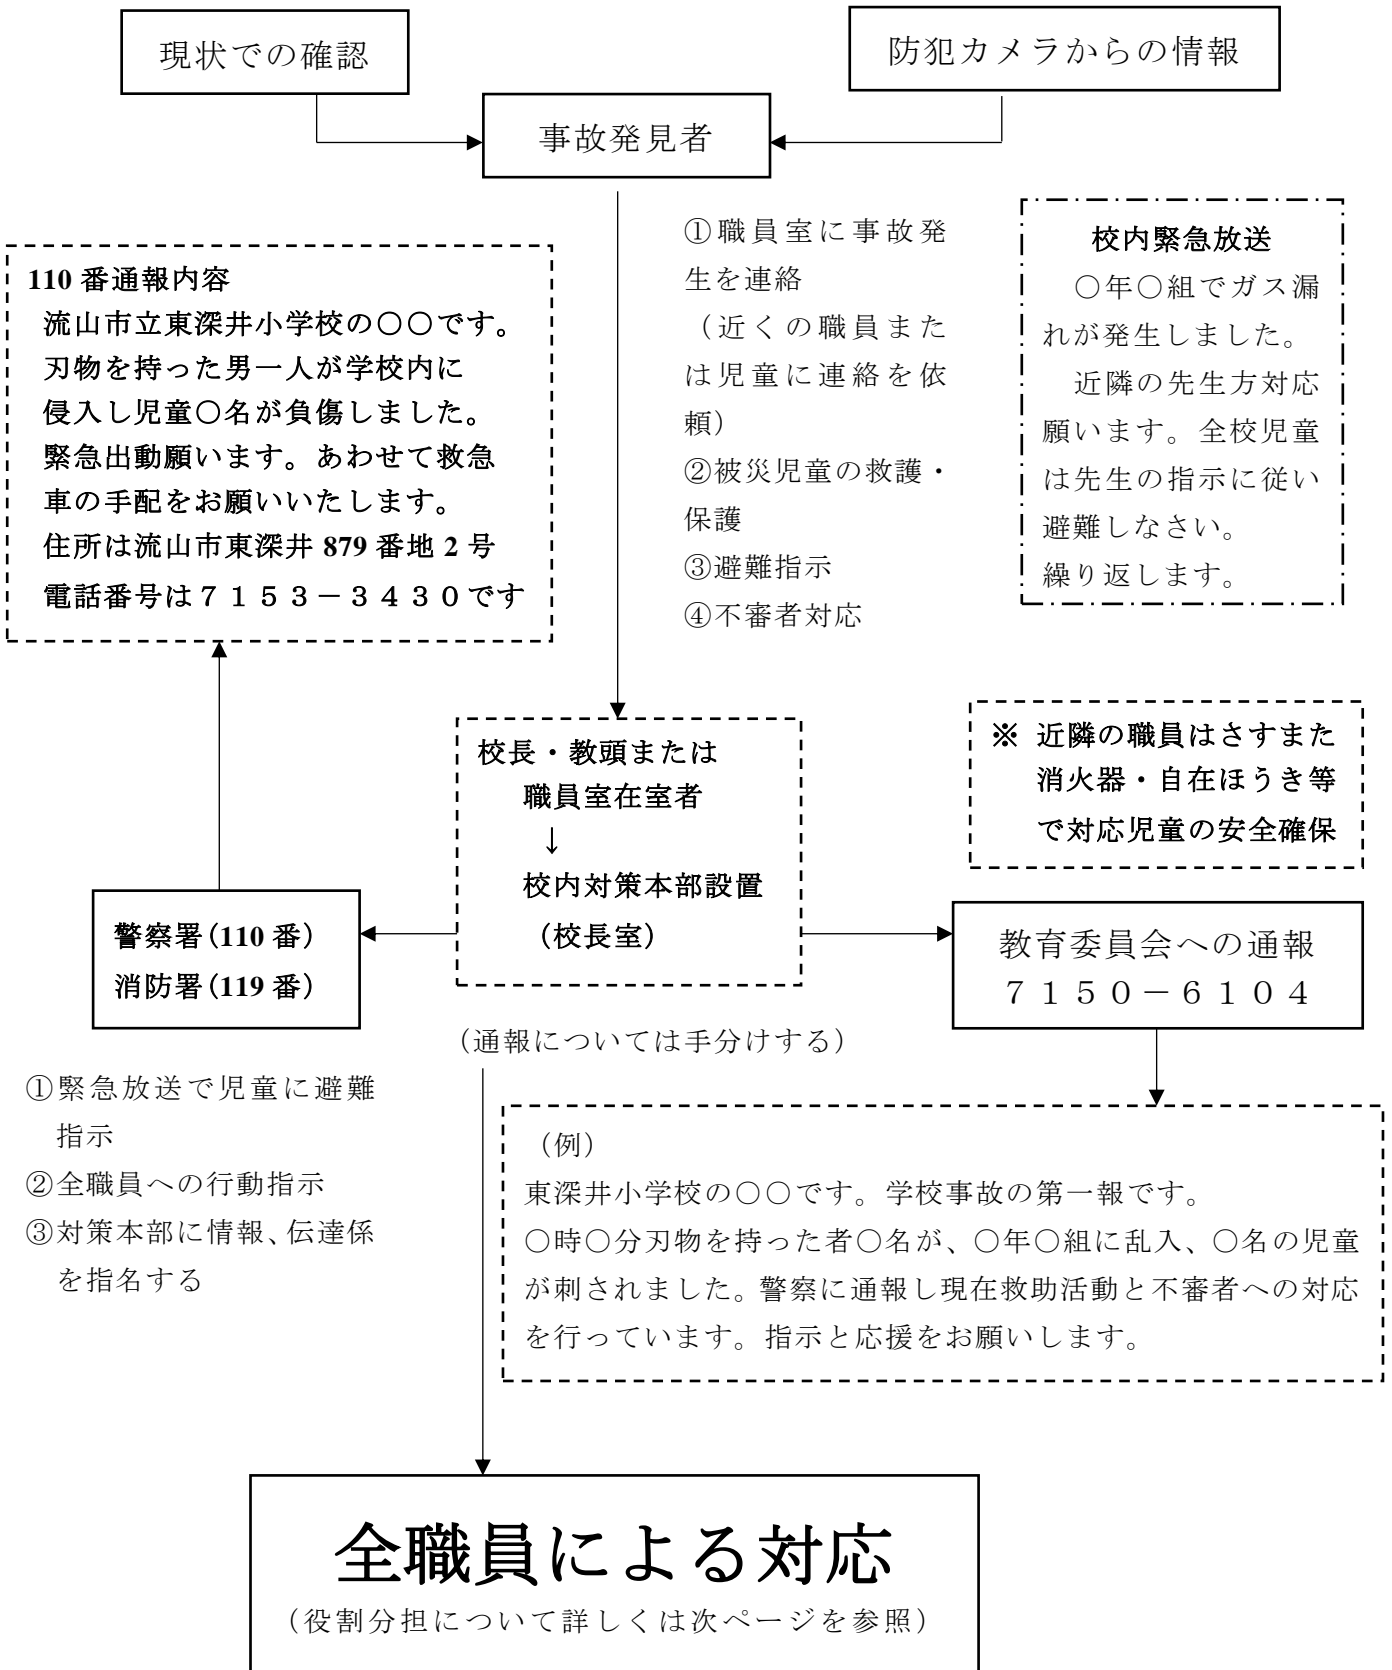 現状での確認
防犯カメラからの情報
事故発見者
①職員室に事故発
生を連絡
（近くの職員また
は児童に連絡を依
頼）
②被災児童の救護・
保護
③避難指示
④不審者対応
校内緊急放送
○年○組でガス漏
れが発生しました。
近隣の先生方対応
願います。全校児童
は先生の指示に従い
避難しなさい。
繰り返します。
110 番通報内容
流山市立東深井小学校の○○です。
刃物を持った男一人が学校内に
侵入し児童○名が負傷しました。
緊急出動願います。あわせて救急
車の手配をお願いいたします。
住所は流山市東深井 879 番地 2 号
電話番号は７１５３－３４３０です
校長・教頭または
職員室在室者
↓
校内対策本部設置
（校長室）
※ 近隣の職員はさすまた
消火器・自在ほうき等
で対応児童の安全確保
警察署（110 番）
消防署（119 番）
教育委員会への通報
７１５０－６１０４
（通報については手分けする）
①緊急放送で児童に避難
指示
②全職員への行動指示
③対策本部に情報、伝達係
を指名する
（例）
東深井小学校の○○です。学校事故の第一報です。
○時○分刃物を持った者○名が、○年○組に乱入、○名の児童
が刺されました。警察に通報し現在救助活動と不審者への対応
を行っています。指示と応援をお願いします。
全職員による対応
（役割分担について詳しくは次ページを参照）